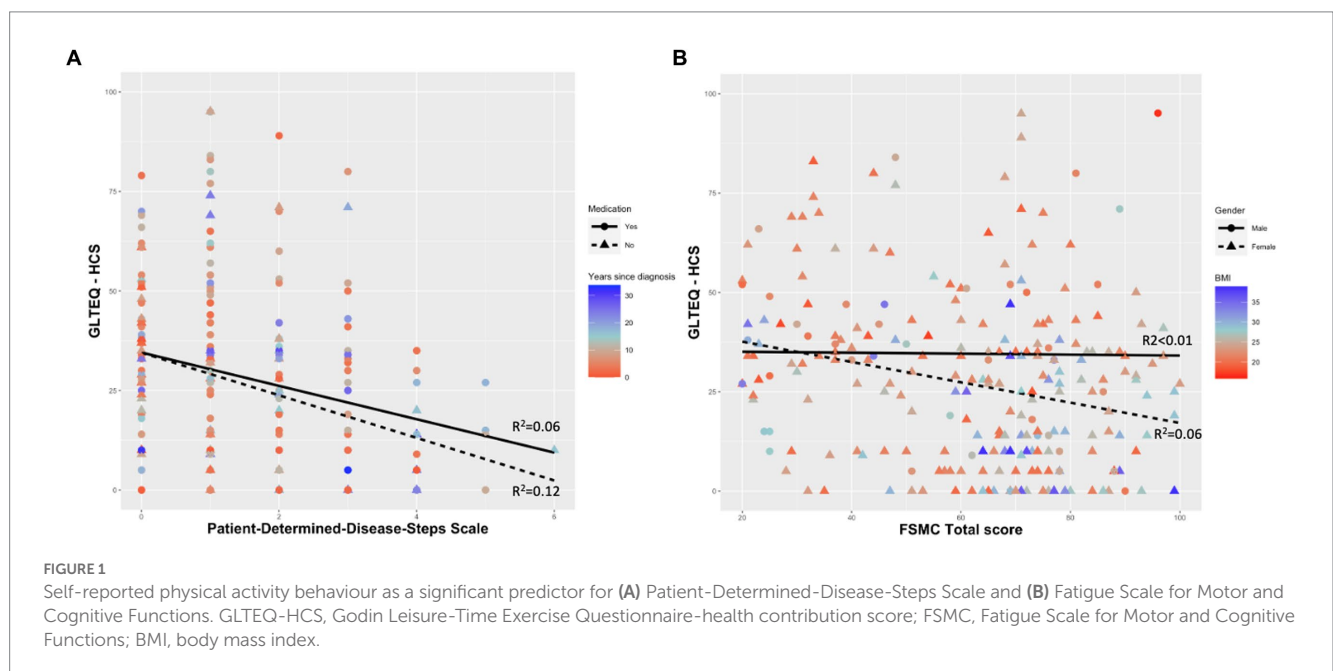 A
GLTEQ - HCS
100
75
50
25
0
0
2
4
6
Patient-Determined-Disease-Steps Scale
R²=0.06
R²=0.12
Medication
Yes
No
Years since diagnosis
30
20
10
0
B
GLTEQ - HCS
100
75
50
25
0
20
40
60
80
100
FSMC Total score
R2<0.01
R²=0.06
Gender
Male
Female
BMI
35
30
25
20
FIGURE 1
Self-reported physical activity behaviour as a significant predictor for (A) Patient-Determined-Disease-Steps Scale and (B) Fatigue Scale for Motor and
Cognitive Functions. GLTEQ-HCS, Godin Leisure-Time Exercise Questionnaire-health contribution score; FSMC, Fatigue Scale for Motor and Cognitive
Functions; BMI, body mass index.